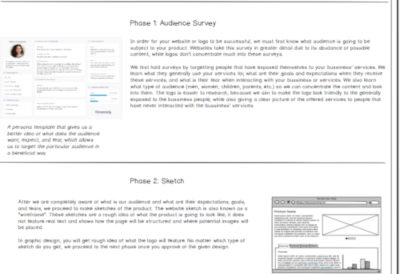 Phase 1: Audience Survey
In order for your website or logo to be successful, we must first know what audience is going to be
subject to your product. Websites take this survey in greater detail due to its abundance of possible
content, while logos don't concentrate much into these surveys.
We first hold surveys by targetting people that have exposed themselves to your bussiness' services. We
learn what they generally use your services to, what are their goals and expectations when they receive
these services, and what is their fear when interacting with your bussiness or services. We also learn
what type of audience (men, women, children, parents, etc.) so we can concentrate the content and look
into them. The logo is easier to research, because we aim to make the logo look friendly to the generally
exposed to the bussiness people, while also giving a clear picture of the offered services to people that
have never interacted with the bussiness' services.
A persona template that gives us a
better idea of what does the audience
want, expect, and fear, which allows
us to target the particular audience in
a beneficial way.
Phase 2: Sketch
After we are completely aware of what is our audience and what are their expectations, goals,
and fears, we proceed to make sketches of the product. The website sketch is also known as a
"wireframe". These sketches are a rough idea of what the product is going to look like, it does
not feature real text and shows how the page will be structured and where potential images will
be placed.
In graphic design, you will get rough idea of what the logo will feature. No matter which type of
sketch do you get, we proceed to the next phase once you approve of the given design.